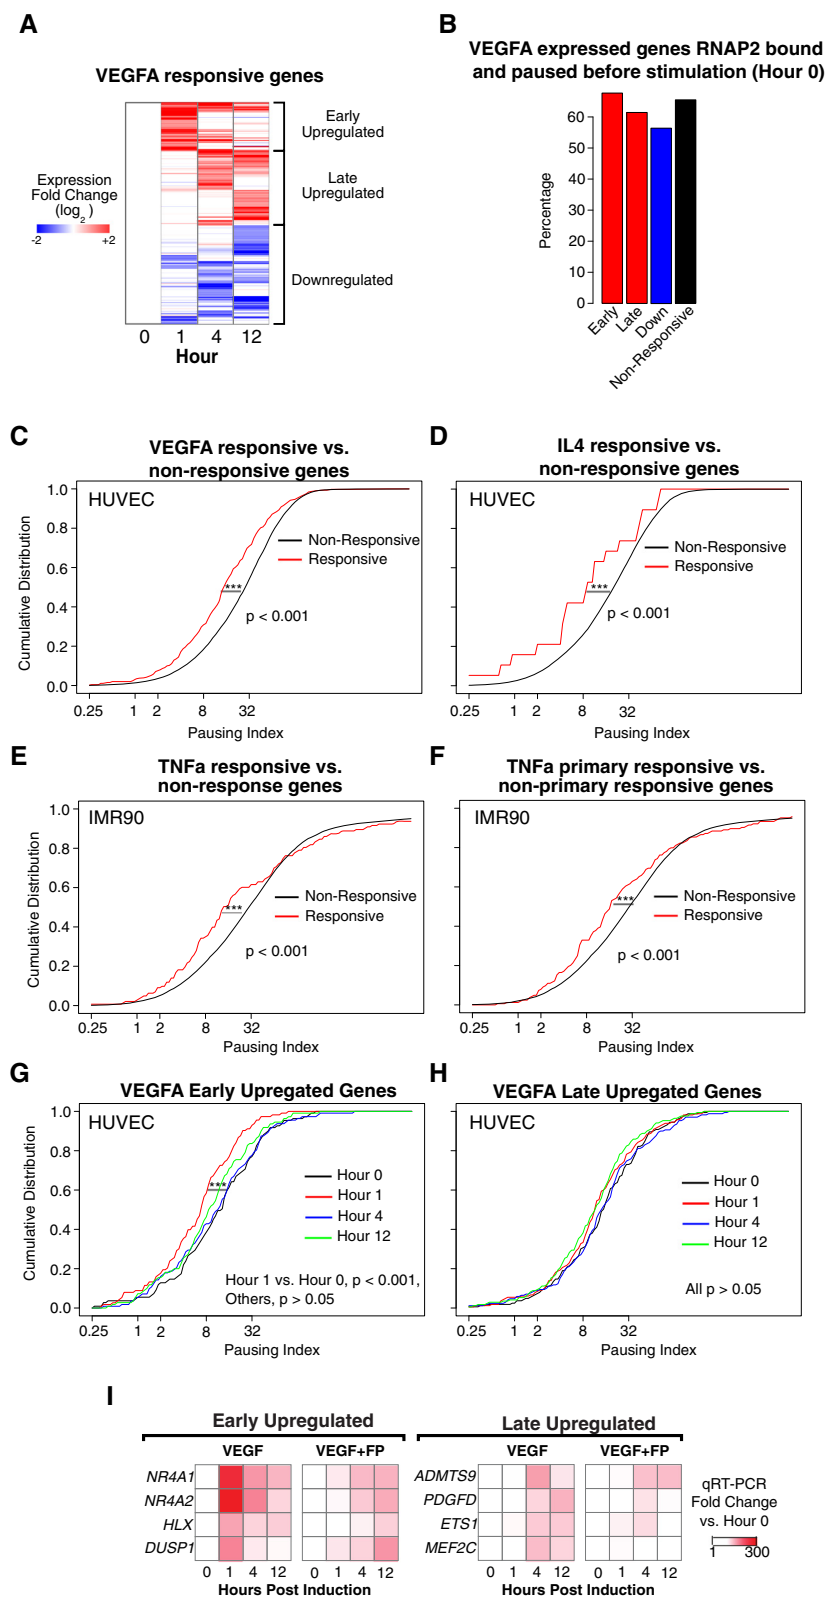 A
VEGFA responsive genes
Early
Upregulated
Late
Upregulated
Downregulated
Expression
Fold Change
(log2)
-2 +2
0 1 4 12
Hour
B
VEGFA expressed genes RNAP2 bound
and paused before stimulation (Hour 0)
Percentage
60
50
40
30
20
10
0
Early
Late
Down
Non-Responsive
C
VEGFA responsive vs.
non-responsive genes
HUVEC
Cumulative Distribution
1.0
0.8
0.6
0.4
0.2
0.0
Non-Responsive
Responsive
***
p < 0.001
0.25 1 2 8 32
Pausing Index
D
IL4 responsive vs.
non-responsive genes
HUVEC
Non-Responsive
Responsive
***
p < 0.001
0.25 1 2 8 32
Pausing Index
E
TNFa responsive vs.
non-response genes
IMR90
Cumulative Distribution
1.0
0.8
0.6
0.4
0.2
0.0
Non-Responsive
Responsive
***
p < 0.001
0.25 1 2 8 32
Pausing Index
F
TNFa primary responsive vs.
non-primary responsive genes
IMR90
Non-Responsive
Responsive
***
p < 0.001
0.25 1 2 8 32
Pausing Index
G
VEGFA Early Upregated Genes
HUVEC
Cumulative Distribution
1.0
0.8
0.6
0.4
0.2
0.0
Hour 0
Hour 1
Hour 4
Hour 12
***
Hour 1 vs. Hour 0, p < 0.001,
Others, p > 0.05
0.25 1 2 8 32
Pausing Index
H
VEGFA Late Upregated Genes
HUVEC
Hour 0
Hour 1
Hour 4
Hour 12
All p > 0.05
0.25 1 2 8 32
Pausing Index
I
Early Upregulated
VEGF VEGF+FP
NR4A1
NR4A2
HLX
DUSP1
0 1 4 12 0 1 4 12
Hours Post Induction
Late Upregulated
VEGF VEGF+FP
ADMTS9
PDGFD
ETS1
MEF2C
0 1 4 12 0 1 4 12
Hours Post Induction
qRT-PCR
Fold Change
vs. Hour 0
1 300